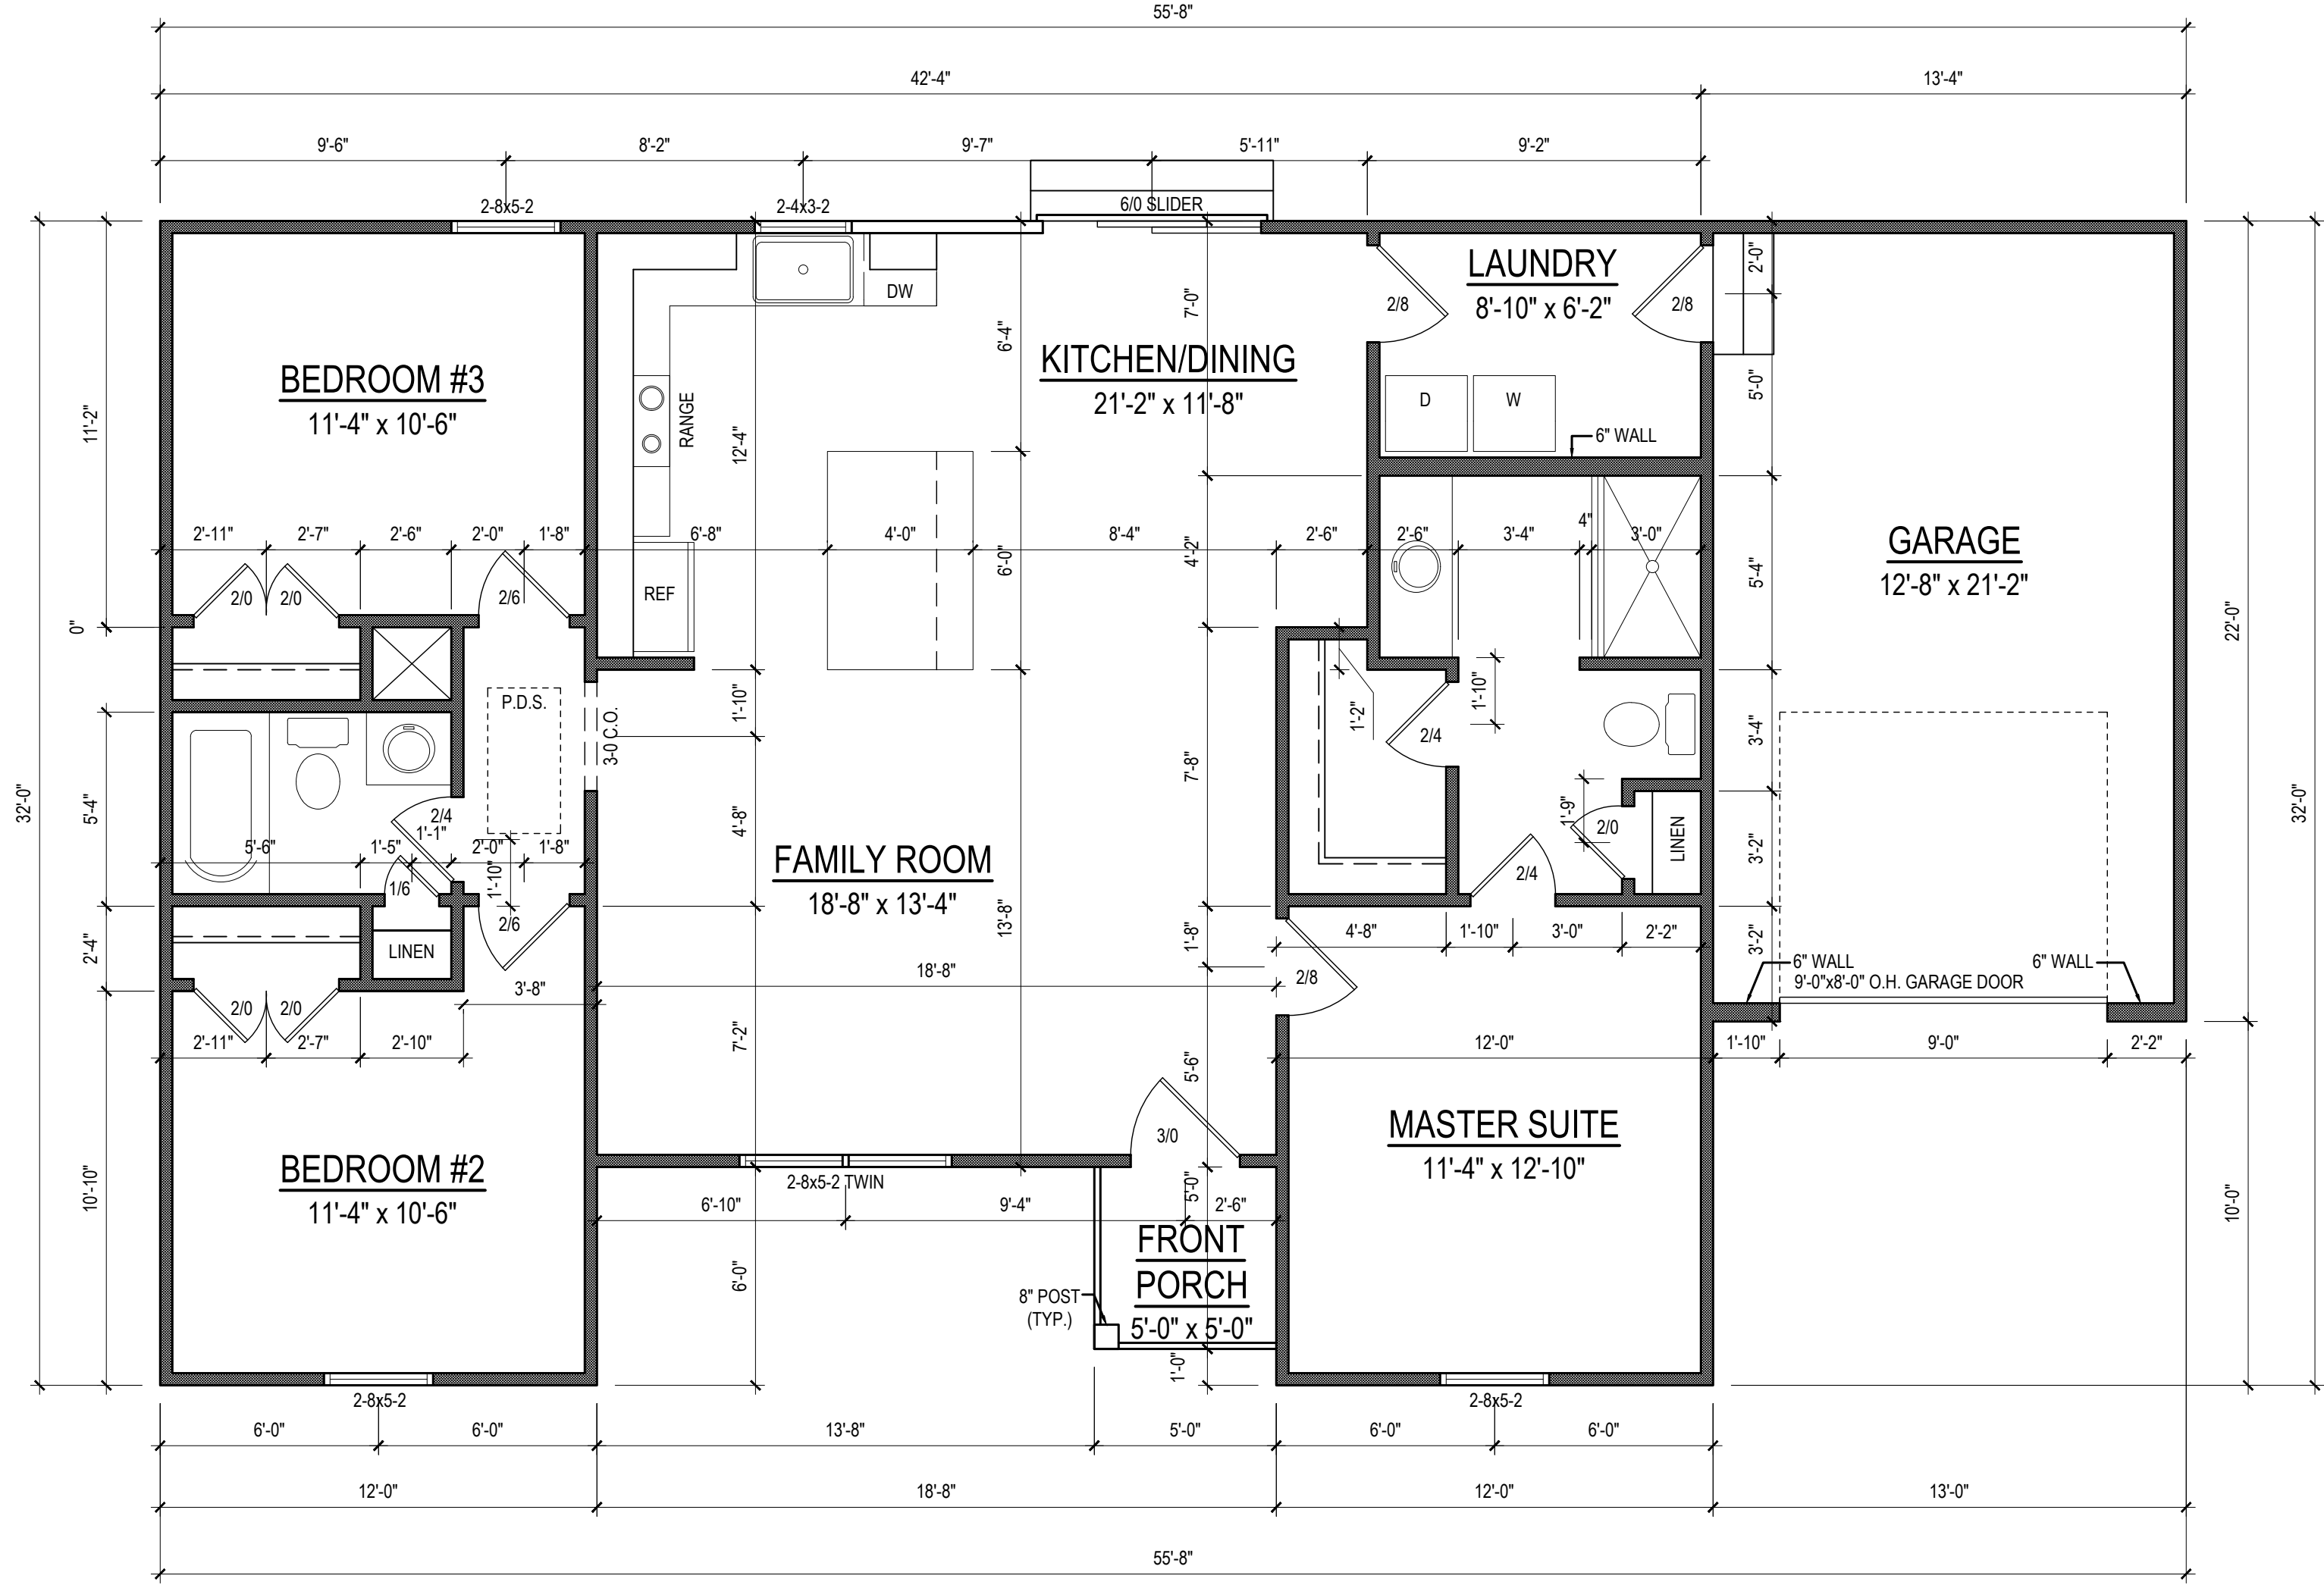 55'-8"
42'-4" 13'-4"
9'-6" 8'-2" 9'-7" 5'-11" 9'-2"
2-8x5-2 2-4x3-2 6/0 SLIDER
LAUNDRY
8'-10" x 6'-2"
2'-0"
DW
2/8 2/8
7'-0"
6'-4"
KITCHEN/DINING
21'-2" x 11'-8"
BEDROOM #3
11'-4" x 10'-6"
5'-0"
D W
RANGE
11'-2"
12'-4"
6" WALL
2'-11" 2'-7" 2'-6" 2'-0" 1'-8" 6'-8" 4'-0" 8'-4" 2'-6" 2'-6" 3'-4" 4" 3'-0"
GARAGE
12'-8" x 21'-2"
6'-0"
4'-2"
5'-4"
2/0 2/0 2/6
REF
0"
22'-0"
P.D.S.
3-0 C.O.
1'-10"
1'-2"
1'-10"
2/4
3'-4"
7'-8"
32'-0"
5'-4"
32'-0"
2/4
1'-1"
5'-6" 1'-5" 2'-0" 1'-8"
4'-8"
1'-9"
2/0
LINEN
3'-2"
1/6
1'-10"
FAMILY ROOM
18'-8" x 13'-4"
2/4
2/6
13'-8"
2'-4"
LINEN
1'-8"
4'-8" 1'-10" 3'-0" 2'-2"
3'-2"
6" WALL 6" WALL
9'-0"x8'-0" O.H. GARAGE DOOR
18'-8"
2/8
3'-8"
2/0 2/0
2'-11" 2'-7" 2'-10"
7'-2"
5'-6"
12'-0" 1'-10" 9'-0" 2'-2"
3/0
MASTER SUITE
11'-4" x 12'-10"
BEDROOM #2
11'-4" x 10'-6"
10'-10"
2-8x5-2 TWIN
5'-0"
10'-0"
6'-10" 9'-4" 2'-6"
FRONT
PORCH
5'-0" x 5'-0"
6'-0"
8" POST
(TYP.)
1'-0"
2-8x5-2 2-8x5-2
6'-0" 6'-0" 13'-8" 5'-0" 6'-0" 6'-0"
12'-0" 18'-8" 12'-0" 13'-0"
55'-8"